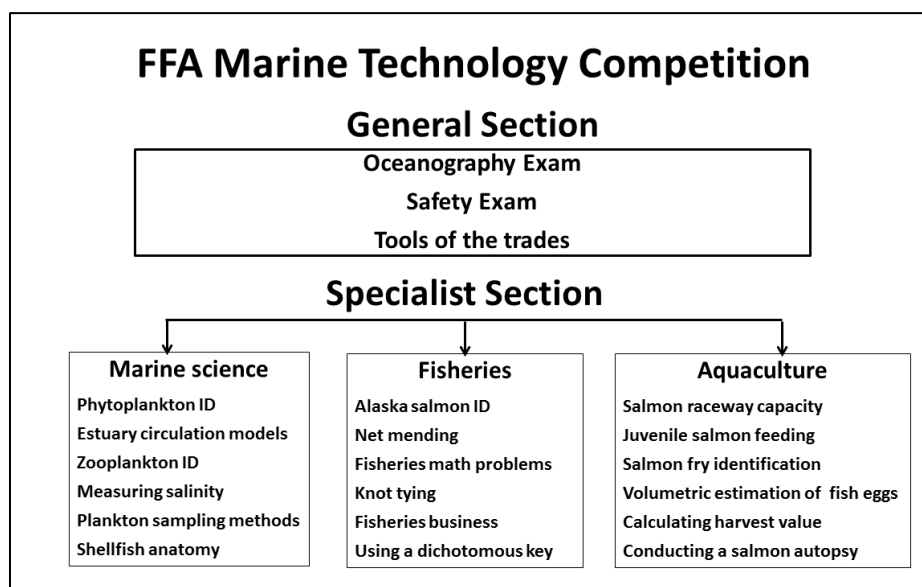 FFA Marine Technology Competition
General Section
Oceanography Exam
Safety Exam
Tools of the trades
Specialist Section
Marine science
Phytoplankton ID
Estuary circulation models
Zooplankton ID
Measuring salinity
Plankton sampling methods
Shellfish anatomy
Fisheries
Alaska salmon ID
Net mending
Fisheries math problems
Knot tying
Fisheries business
Using a dichotomous key
Aquaculture
Salmon raceway capacity
Juvenile salmon feeding
Salmon fry identification
Volumetric estimation of fish eggs
Calculating harvest value
Conducting a salmon autopsy